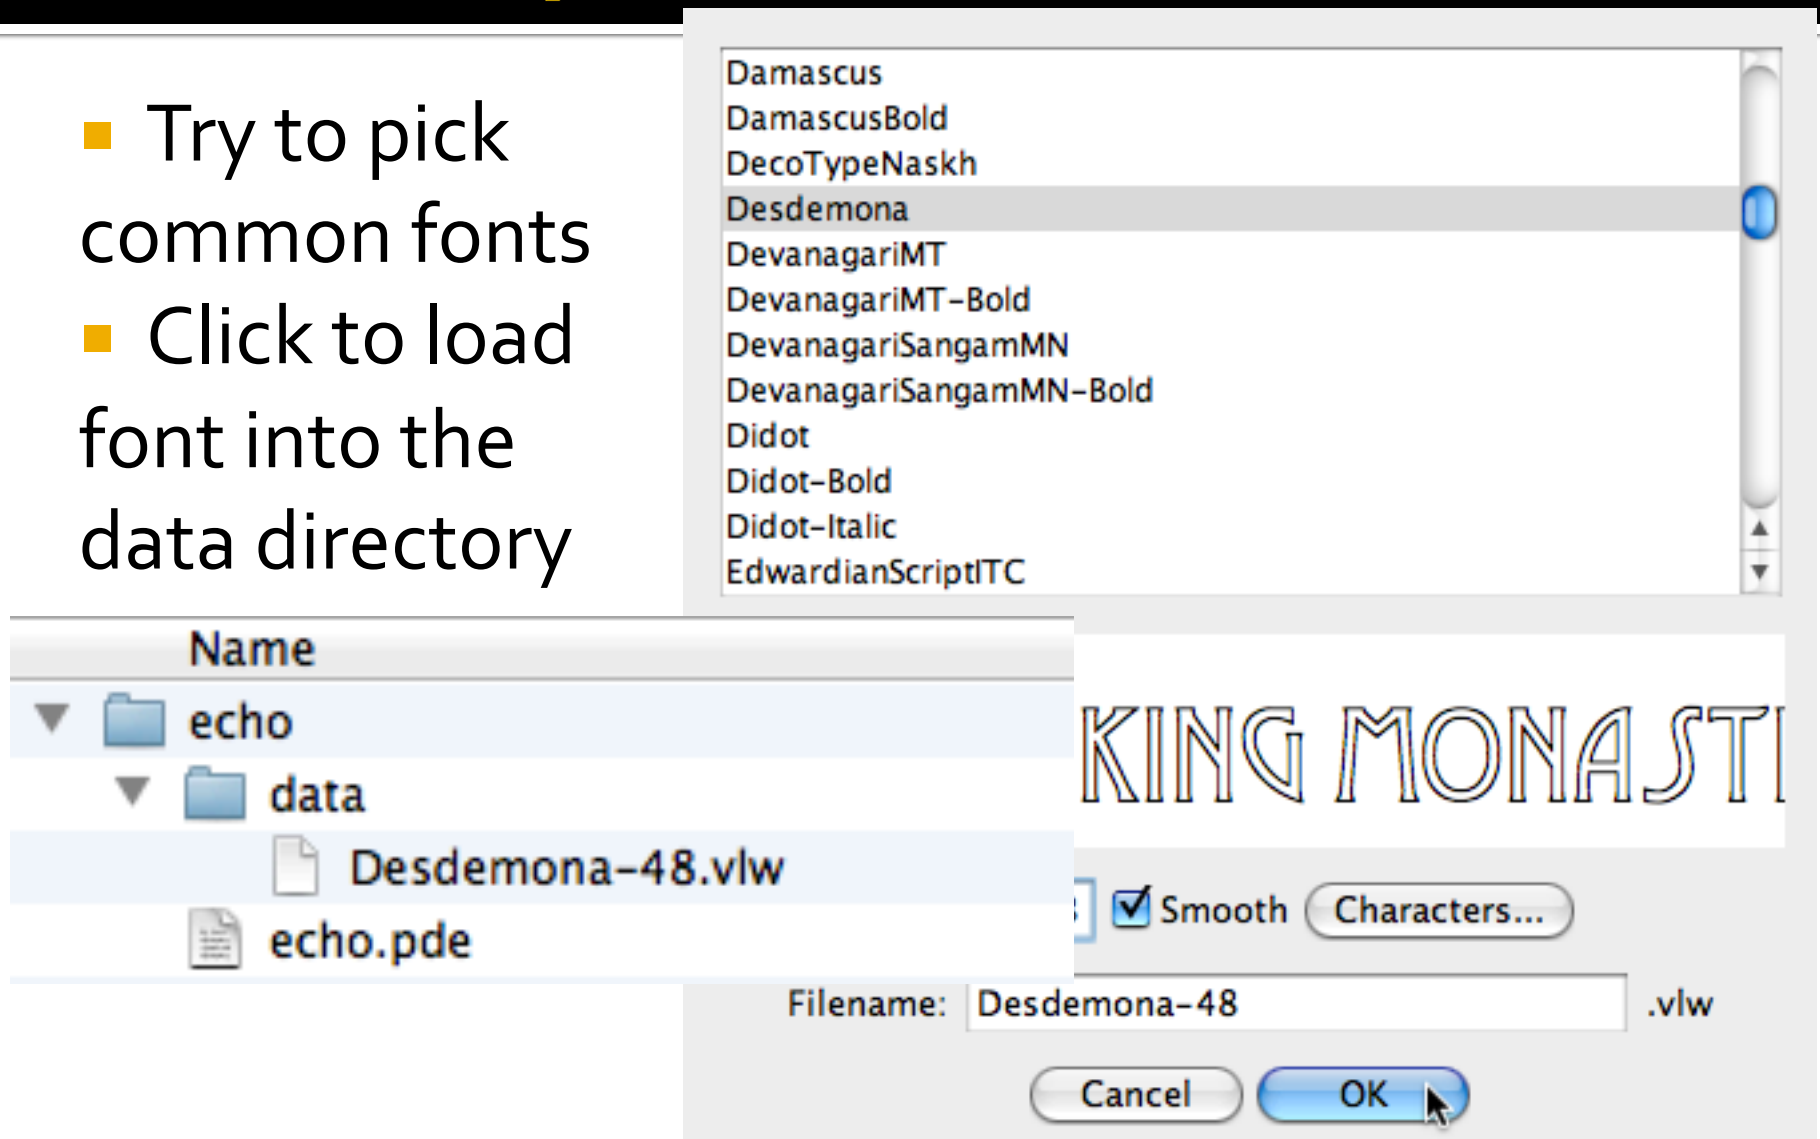 Try to pick
common fonts
Click to load
font into the
data directory
Damascus
DamascusBold
DecoTypeNaskh
Desdemona
DevanagariMT
DevanagariMT-Bold
DevanagariSangamMN
DevanagariSangamMN-Bold
Didot
Didot-Bold
Didot-Italic
EdwardianScriptITC
Name
echo
data
Desdemona-48.vlw
echo.pde
KING MONAST
Smooth Characters...
Filename: Desdemona-48 .vlw
Cancel OK